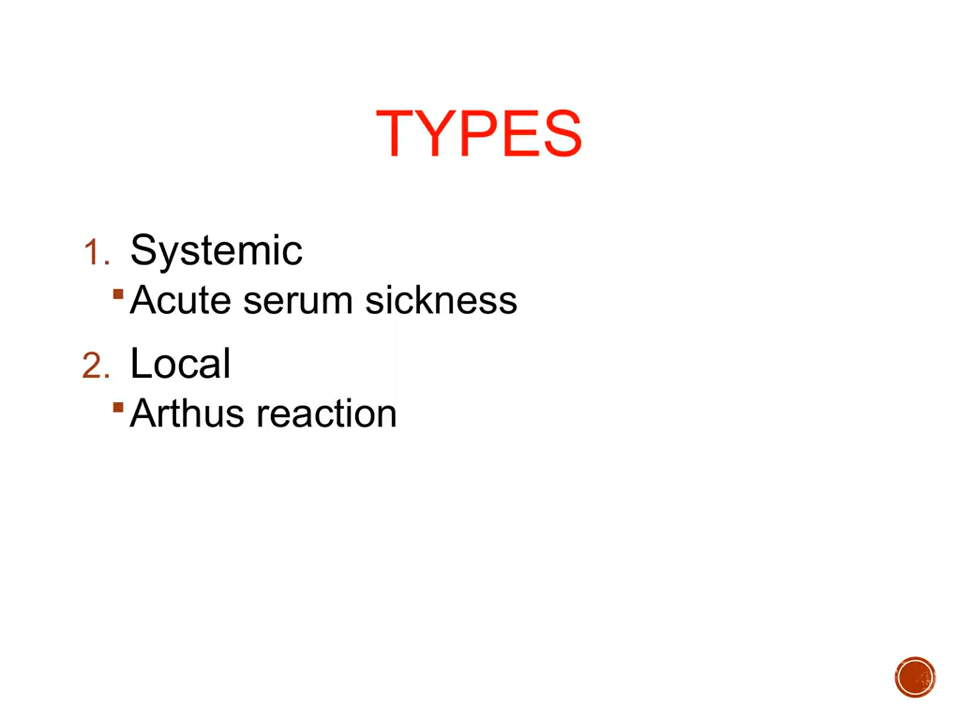 TYPES
1. Systemic
▪Acute serum sickness
2. Local
▪Arthus reaction